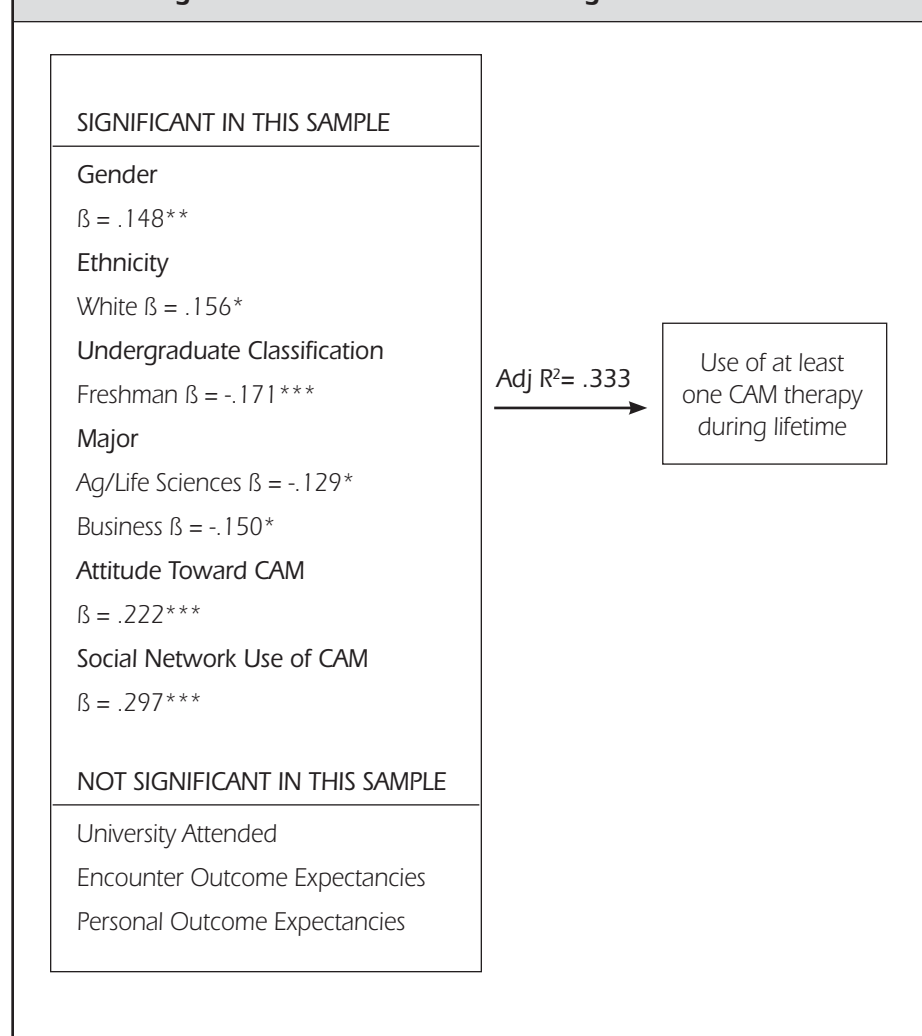 SIGNIFICANT IN THIS SAMPLE
Gender
ß = .148**
Ethnicity
White ß = .156*
Undergraduate Classification
Freshman ß = -.171***
Major
Ag/Life Sciences ß = -.129*
Business ß = -.150*
Attitude Toward CAM
ß = .222***
Social Network Use of CAM
ß = .297***
NOT SIGNIFICANT IN THIS SAMPLE
University Attended
Encounter Outcome Expectancies
Personal Outcome Expectancies
Adj R²= .333
Use of at least
one CAM therapy
during lifetime